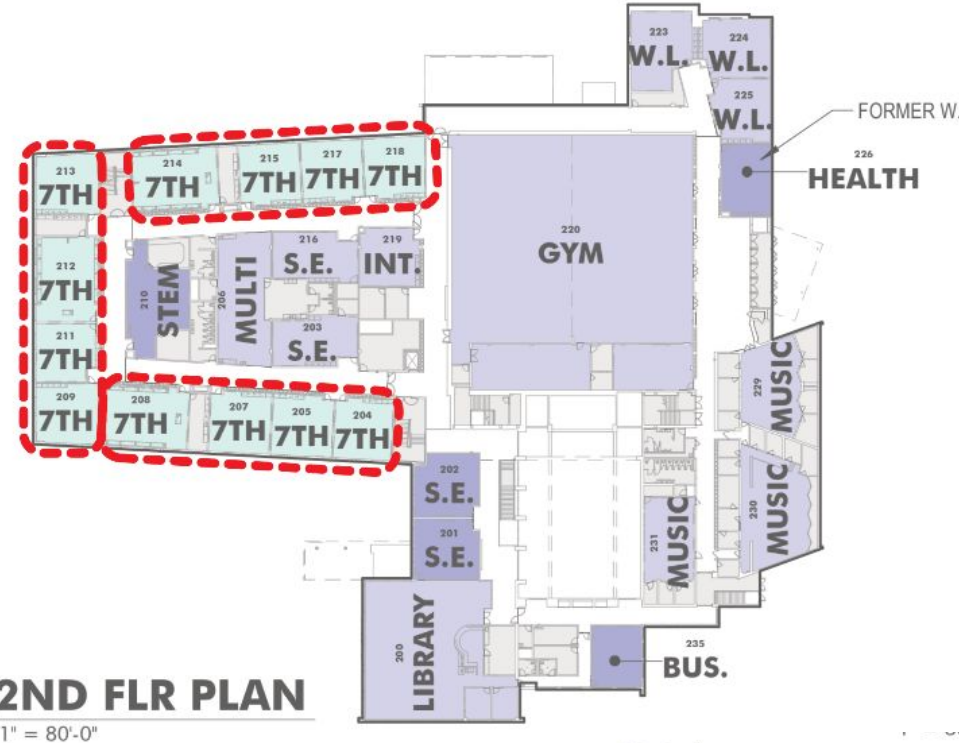 223
W.L.
224
W.L.
225
W.L.
FORMER W.
226
HEALTH
213
7TH
214
7TH
215
7TH
217
7TH
218
7TH
212
7TH
211
7TH
209
7TH
210
STEM
206
MULTI
216
S.E.
219
INT.
203
S.E.
220
GYM
208
7TH
207
7TH
205
7TH
204
7TH
202
S.E.
201
S.E.
200
LIBRARY
229
MUSIC
230
MUSIC
231
MUSIC
235
BUS.
2ND FLR PLAN
1" = 80'-0"